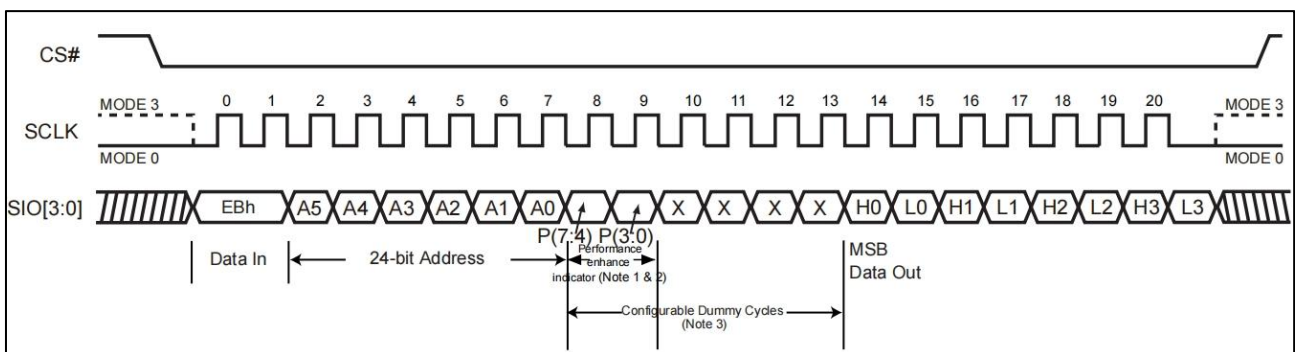 CS#
MODE 3 0 1 2 3 4 5 6 7 8 9 10 11 12 13 14 15 16 17 18 19 20 MODE 3
SCLK
MODE 0 MODE 0
SIO[3:0] EBh A5 A4 A3 A2 A1 A0 X X X X H0 L0 H1 L1 H2 L2 H3 L3
P(7:4) P(3:0)
Data In 24-bit Address
Performance
enhance
indicator (Note 1 & 2)
MSB
Data Out
Configurable Dummy Cycles
(Note 3)